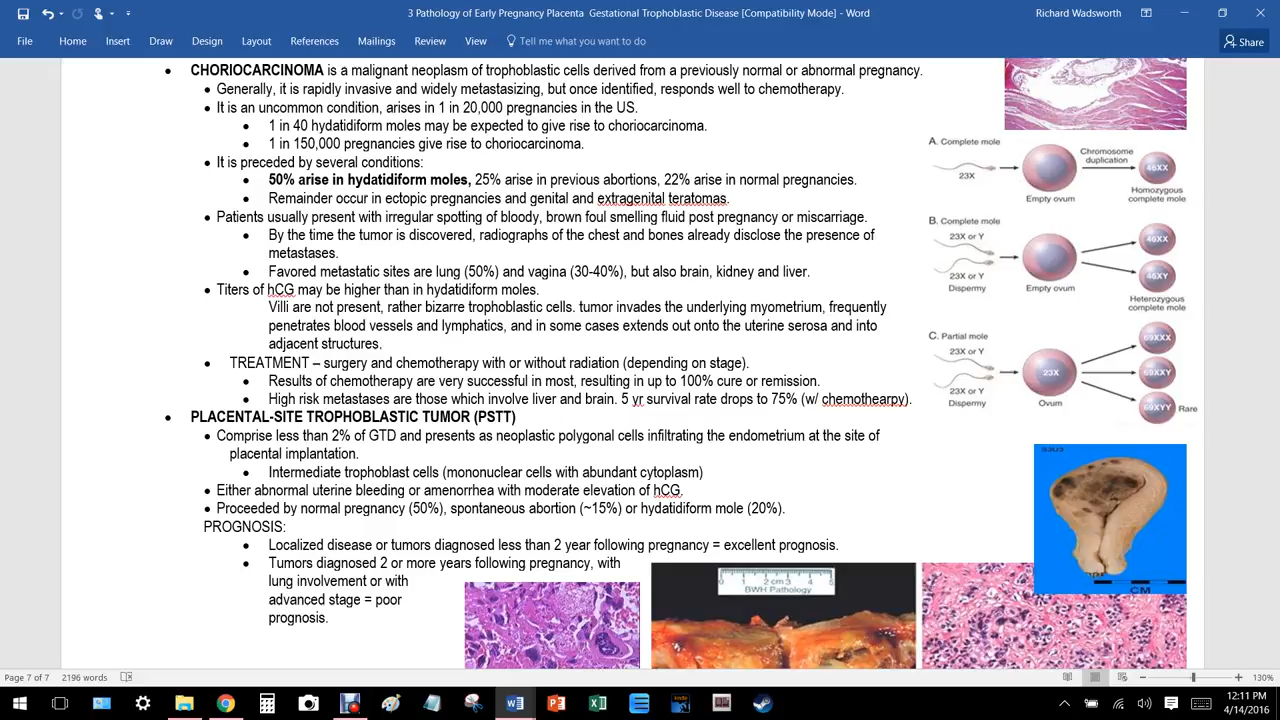 3 Pathology of Early Pregnancy Placenta  Gestational Trophoblastic Disease [Compatibility Mode] - Word
Richard Wadsworth
File Home Insert Draw Design Layout References Mailings Review View Tell me what you want to do Share
• CHORIOCARCINOMA is a malignant neoplasm of trophoblastic cells derived from a previously normal or abnormal pregnancy.
• Generally, it is rapidly invasive and widely metastasizing, but once identified, responds well to chemotherapy.
• It is an uncommon condition, arises in 1 in 20,000 pregnancies in the US.
• 1 in 40 hydatidiform moles may be expected to give rise to choriocarcinoma.
• 1 in 150,000 pregnancies give rise to choriocarcinoma.
• It is preceded by several conditions:
• 50% arise in hydatidiform moles, 25% arise in previous abortions, 22% arise in normal pregnancies.
• Remainder occur in ectopic pregnancies and genital and extragenital teratomas.
• Patients usually present with irregular spotting of bloody, brown foul smelling fluid post pregnancy or miscarriage.
• By the time the tumor is discovered, radiographs of the chest and bones already disclose the presence of
metastases.
• Favored metastatic sites are lung (50%) and vagina (30-40%), but also brain, kidney and liver.
• Titers of hCG may be higher than in hydatidiform moles.
Villi are not present, rather bizarre trophoblastic cells. tumor invades the underlying myometrium, frequently
penetrates blood vessels and lymphatics, and in some cases extends out onto the uterine serosa and into
adjacent structures.
• TREATMENT – surgery and chemotherapy with or without radiation (depending on stage).
• Results of chemotherapy are very successful in most, resulting in up to 100% cure or remission.
• High risk metastases are those which involve liver and brain. 5 yr survival rate drops to 75% (w/ chemothearpy).
• PLACENTAL-SITE TROPHOBLASTIC TUMOR (PSTT)
• Comprise less than 2% of GTD and presents as neoplastic polygonal cells infiltrating the endometrium at the site of
placental implantation.
• Intermediate trophoblast cells (mononuclear cells with abundant cytoplasm)
• Either abnormal uterine bleeding or amenorrhea with moderate elevation of hCG.
• Proceeded by normal pregnancy (50%), spontaneous abortion (~15%) or hydatidiform mole (20%).
PROGNOSIS:
• Localized disease or tumors diagnosed less than 2 year following pregnancy = excellent prognosis.
• Tumors diagnosed 2 or more years following pregnancy, with
lung involvement or with
advanced stage = poor
prognosis.
A. Complete mole
Chromosome
duplication
23X
46XX
Empty ovum
Homozygous
complete mole
B. Complete mole
23X or Y
46XX
23X or Y
46XY
Dispermy
Empty ovum
Heterozygous
complete mole
C. Partial mole
69XXX
23X or Y
23X
69XXY
23X or Y
Dispermy
Ovum
69XYY Rare
CM
0 1 2 cm 3 4 5
BWH Pathology
Page 7 of 7 2196 words
130%
12:11 PM
4/14/2016